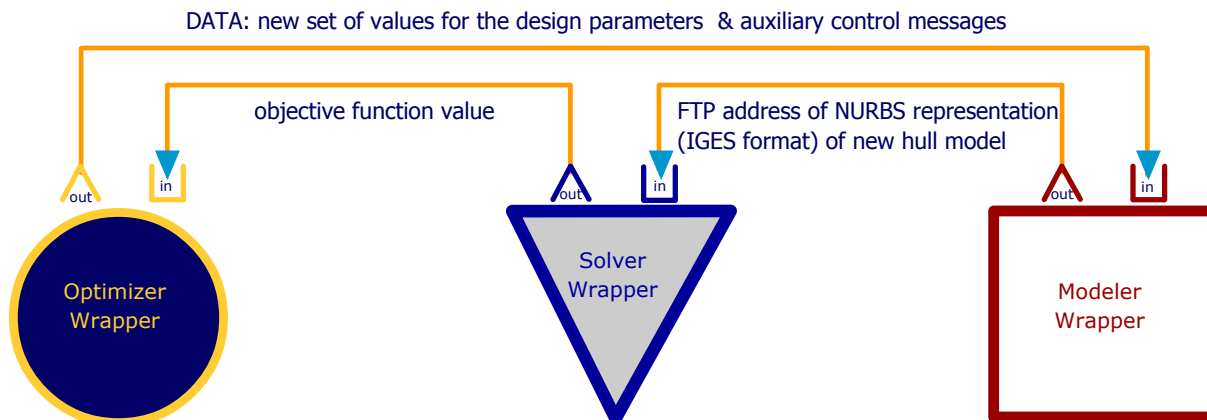 DATA: new set of values for the design parameters & auxiliary control messages
objective function value
FTP address of NURBS representation
(IGES format) of new hull model
out
in
out
in
out
in
Optimizer
Wrapper
Solver
Wrapper
Modeler
Wrapper